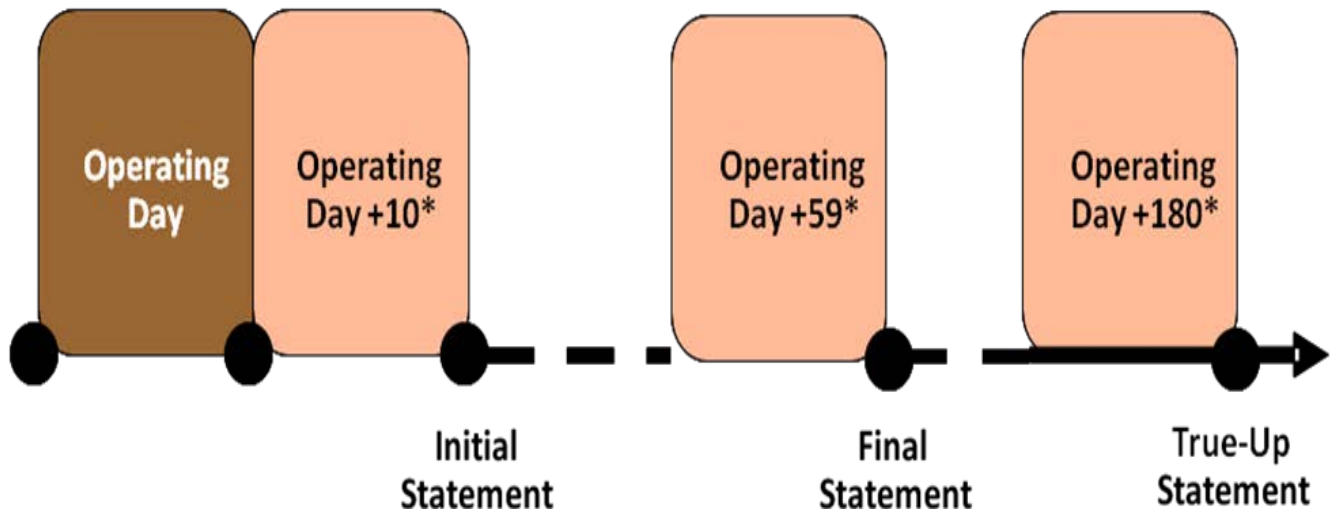 Operating
Day
Operating
Day +10*
Operating
Day +59*
Operating
Day +180*
Initial
Statement
Final
Statement
True-Up
Statement